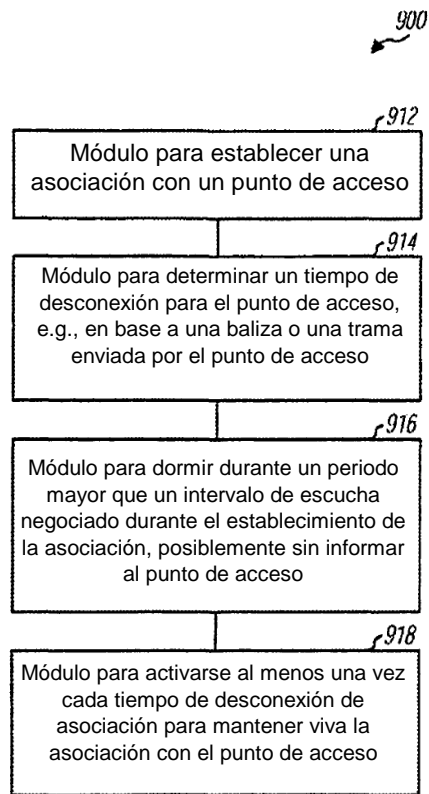 900
912
Módulo para establecer una
asociación con un punto de acceso
914
Módulo para determinar un tiempo de
desconexión para el punto de acceso,
e.g., en base a una baliza o una trama
enviada por el punto de acceso
916
Módulo para dormir durante un periodo
mayor que un intervalo de escucha
negociado durante el establecimiento de
la asociación, posiblemente sin informar
al punto de acceso
918
Módulo para activarse al menos una vez
cada tiempo de desconexión de
asociación para mantener viva la
asociación con el punto de acceso